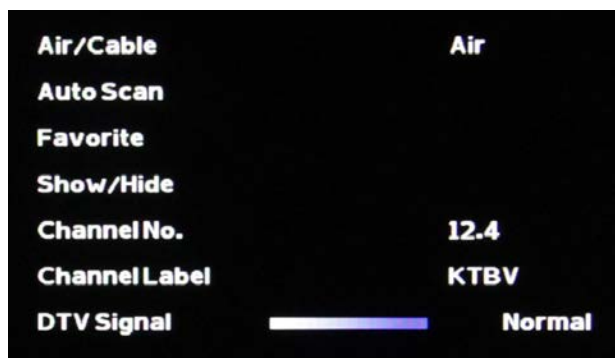 Air/Cable Air
Auto Scan
Favorite
Show/Hide
Channel No. 12.4
Channel Label KTBV
DTV Signal Normal